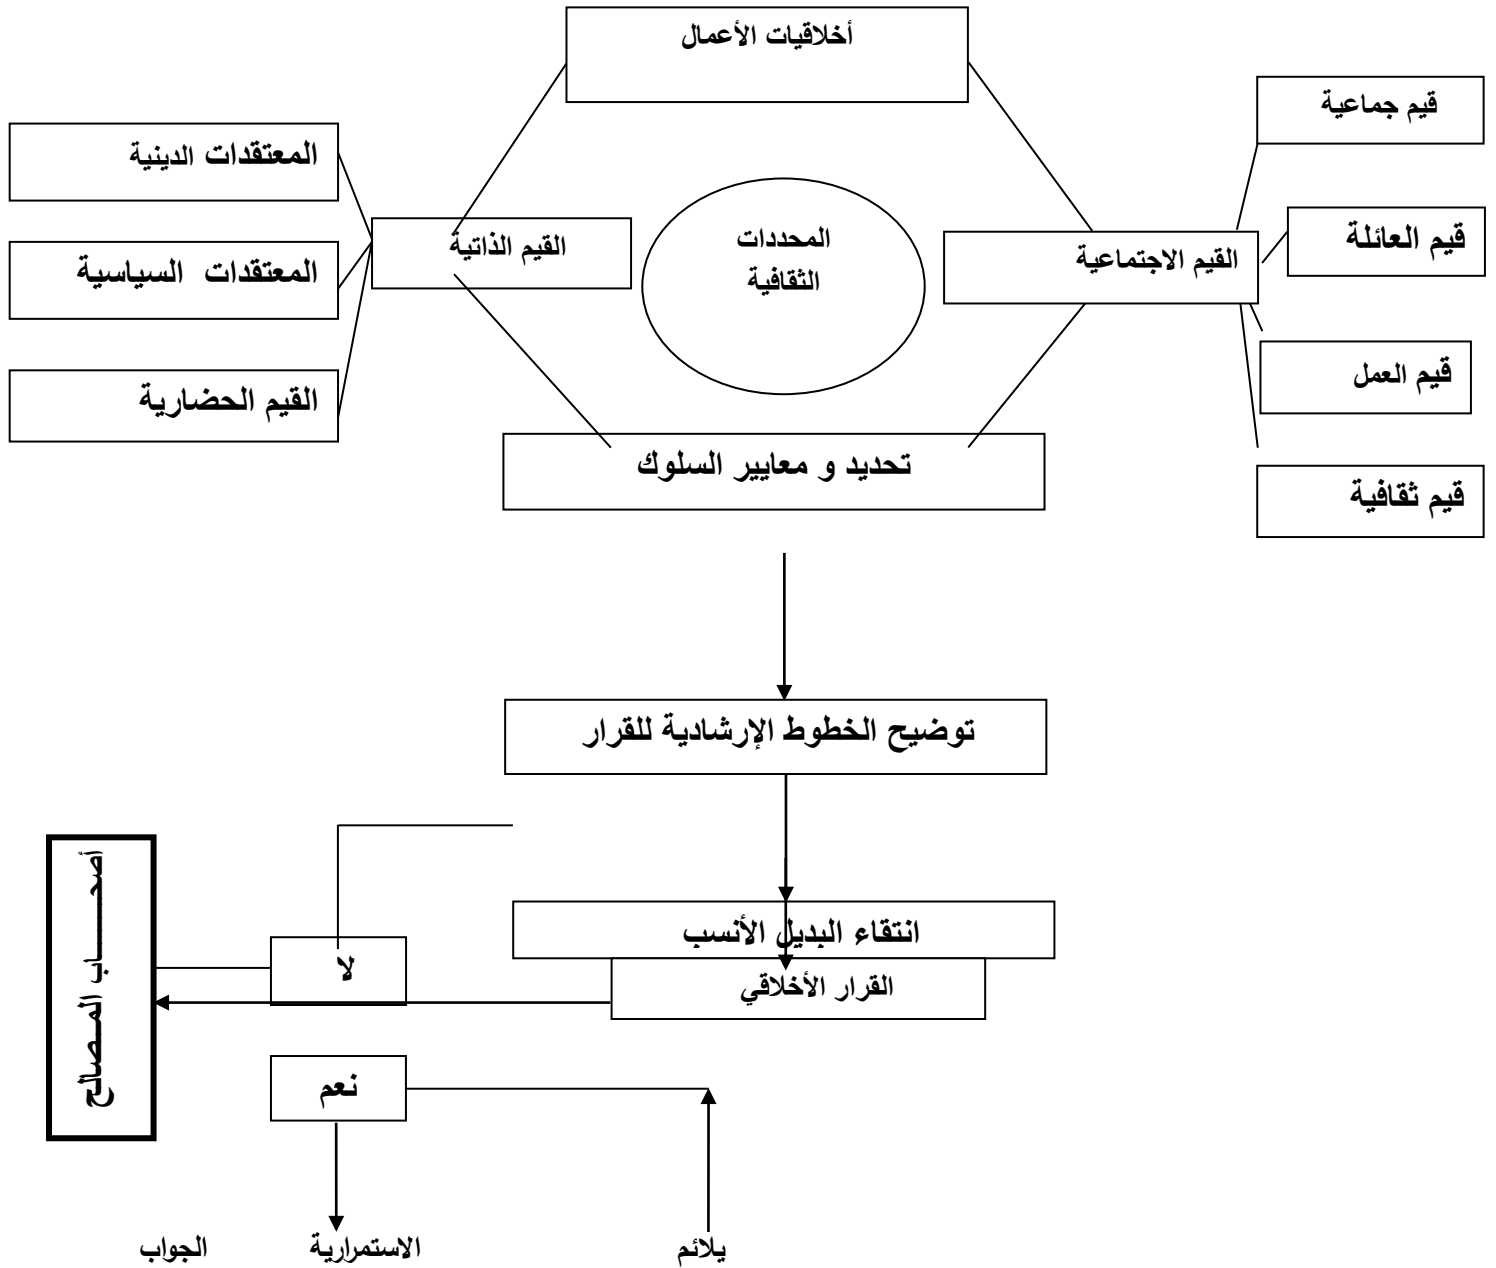 أخلاقيات الأعمال
قيم جماعية
المعتقدات الدينية
قيم العائلة
القيم الاجتماعية
المحددات
الثقافية
القيم الذاتية
المعتقدات السياسية
قيم العمل
القيم الحضارية
قيم ثقافية
تحديد و معايير السلوك
توضيح الخطوط الإرشادية للقرار
انتقاء البديل الأنسب
القرار الأخلاقي
لا
أصحـــــــاب المـصالح
نعم
يلائم
الاستمرارية
الجواب